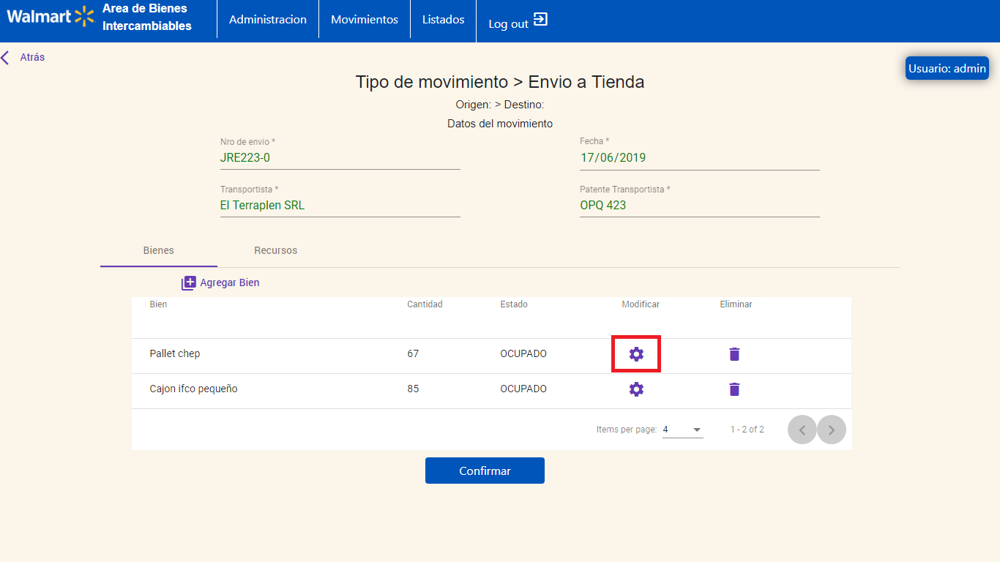 Walmart
Area de Bienes
Intercambiables
Administracion
Movimientos
Listados
Log out
Atrás
Usuario: admin
Tipo de movimiento > Envio a Tienda
Origen: > Destino:
Datos del movimiento
Nro de envio *
JRE223-0
Fecha *
17/06/2019
Transportista *
El Terraplen SRL
Patente Transportista *
OPQ 423
Bienes
Recursos
Agregar Bien
Bien Cantidad Estado Modificar Eliminar
Pallet chep 67 OCUPADO
Cajon ifco pequeño 85 OCUPADO
Items per page: 4 1 - 2 of 2
Confirmar